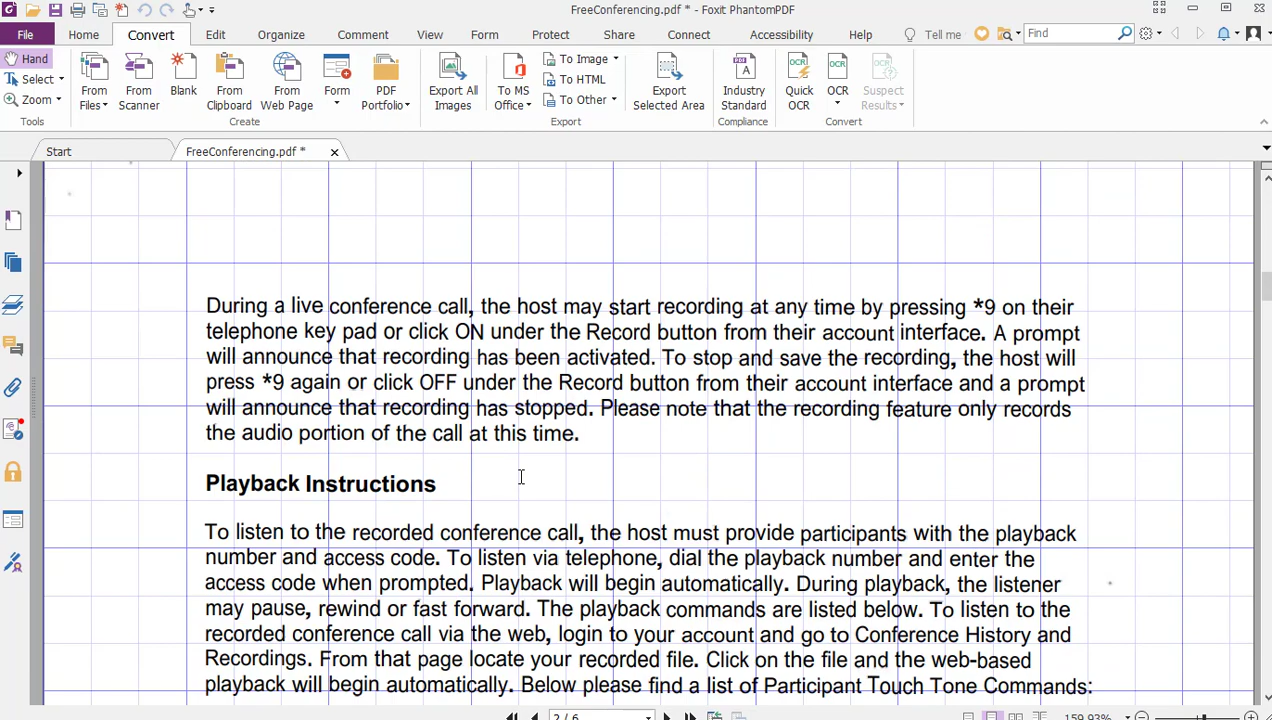 FreeConferencing.pdf * - Foxit PhantomPDF
File Home Convert Edit Organize Comment View Form Protect Share Connect Accessibility Help Tell me Find
Hand
Select
Zoom
Tools
From Files
From Scanner
Blank
From Clipboard
From Web Page
Form
PDF Portfolio
Create
Export All Images
To MS Office
To Image
To HTML
To Other
Export Selected Area
Export
Industry Standard
Compliance
Quick OCR
OCR
Suspect Results
Convert
Start
FreeConferencing.pdf *
During a live conference call, the host may start recording at any time by pressing *9 on their
telephone key pad or click ON under the Record button from their account interface. A prompt
will announce that recording has been activated. To stop and save the recording, the host will
press *9 again or click OFF under the Record button from their account interface and a prompt
will announce that recording has stopped. Please note that the recording feature only records
the audio portion of the call at this time.
Playback Instructions
To listen to the recorded conference call, the host must provide participants with the playback
number and access code. To listen via telephone, dial the playback number and enter the
access code when prompted. Playback will begin automatically. During playback, the listener
may pause, rewind or fast forward. The playback commands are listed below. To listen to the
recorded conference call via the web, login to your account and go to Conference History and
Recordings. From that page locate your recorded file. Click on the file and the web-based
playback will begin automatically. Below please find a list of Participant Touch Tone Commands:
2 / 6
159.93%